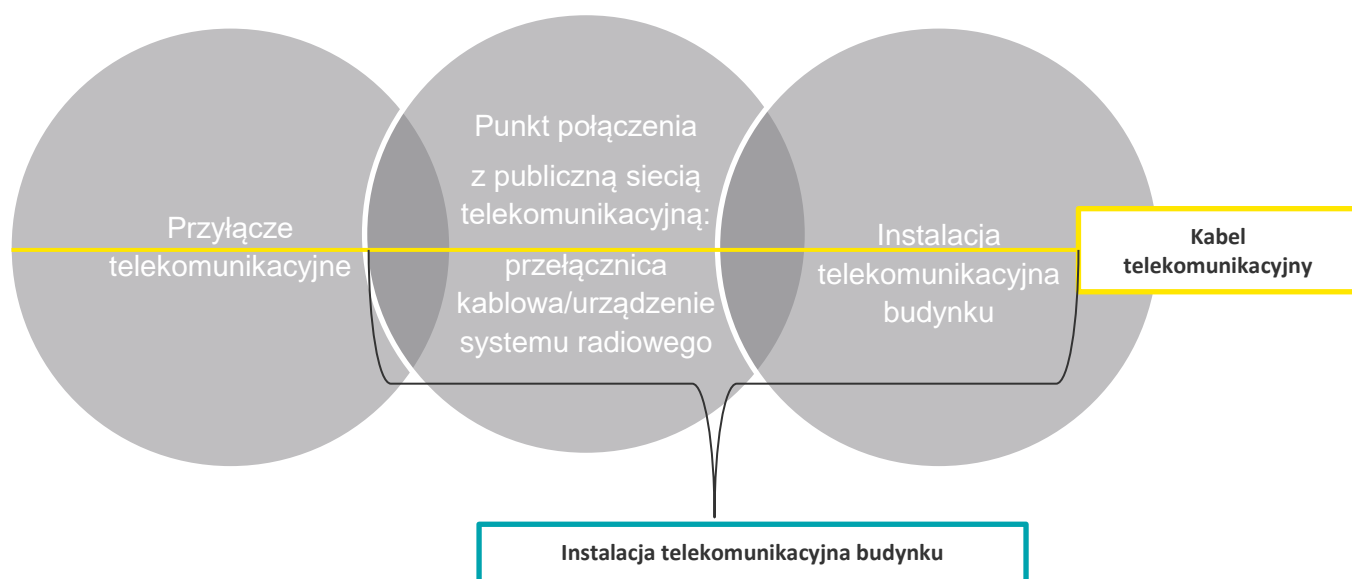 Przyłącze
telekomunikacyjne
Punkt połączenia
z publiczną siecią
telekomunikacyjną:
przełącznica
kablowa/urządzenie
systemu radiowego
Instalacja
telekomunikacyjna
budynku
Kabel
telekomunikacyjny
Instalacja telekomunikacyjna budynku